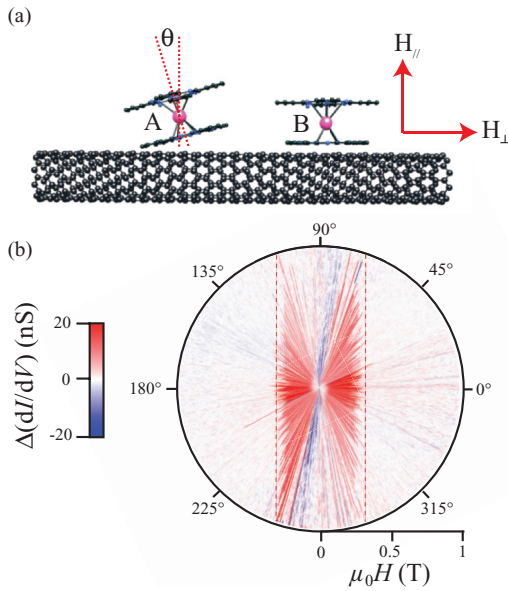 (a)
θ
A
B
H//
H⊥
(b)
90°
135°
45°
180°
0°
225°
315°
Δ(dI/dV) (nS)
20
0
-20
0
0.5
1
μ₀H (T)